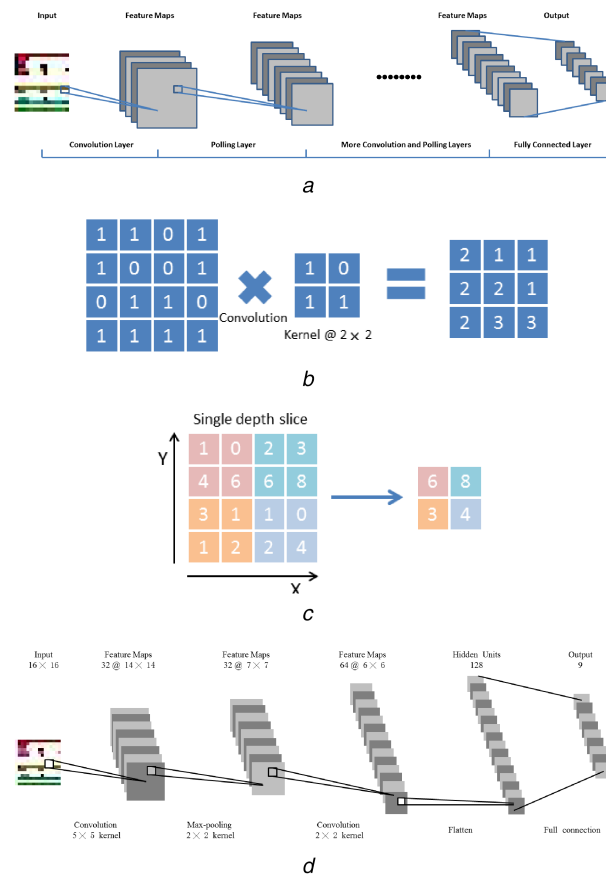 Input Feature Maps Feature Maps Feature Maps Output
Convolution Layer Polling Layer More Convolution and Polling Layers Fully Connected Layer
a
1 1 0 1
1 0 0 1
0 1 1 0
1 1 1 1
Convolution
1 0
1 1
Kernel @ 2 × 2
2 1 1
2 2 1
2 3 3
b
Single depth slice
Y
1 0 2 3
4 6 6 8
3 1 1 0
1 2 2 4
X
6 8
3 4
c
Input Feature Maps Feature Maps Feature Maps Hidden Units Output
16 × 16 32 @ 14 × 14 32 @ 7 × 7 64 @ 6 × 6 128 9
Convolution Max-pooling Convolution Flatten Full connection
5 × 5 kernel 2 × 2 kernel 2 × 2 kernel
d